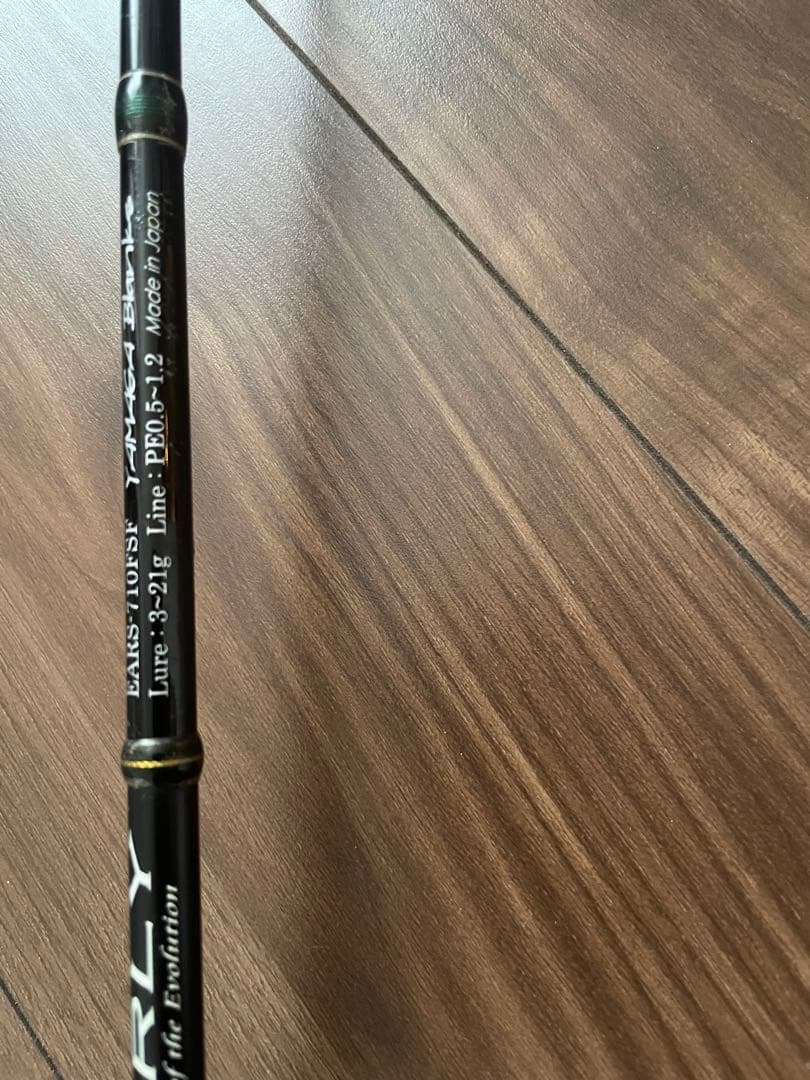 EARS-710FSF YAMAGA Blanks
Lure : 3~21g Line : PE0.5~1.2 Made in Japan
RLY
of the Evolution